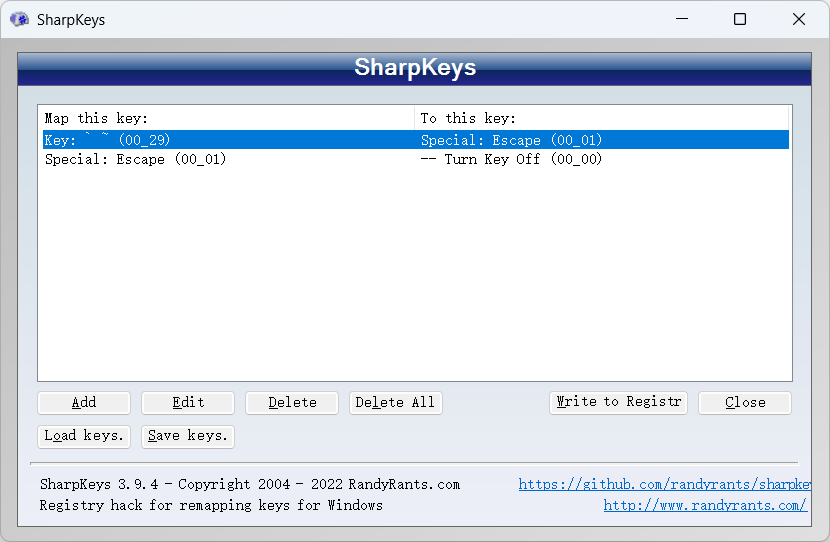 SharpKeys
SharpKeys
Map this key: To this key:
Key: ` ~ (00_29) Special: Escape (00_01)
Special: Escape (00_01) -- Turn Key Off (00_00)
Add Edit Delete Delete All Write to Registr Close
Load keys. Save keys.
SharpKeys 3.9.4 - Copyright 2004 - 2022 RandyRants.com https://github.com/randyrants/sharpkey
Registry hack for remapping keys for Windows http://www.randyrants.com/